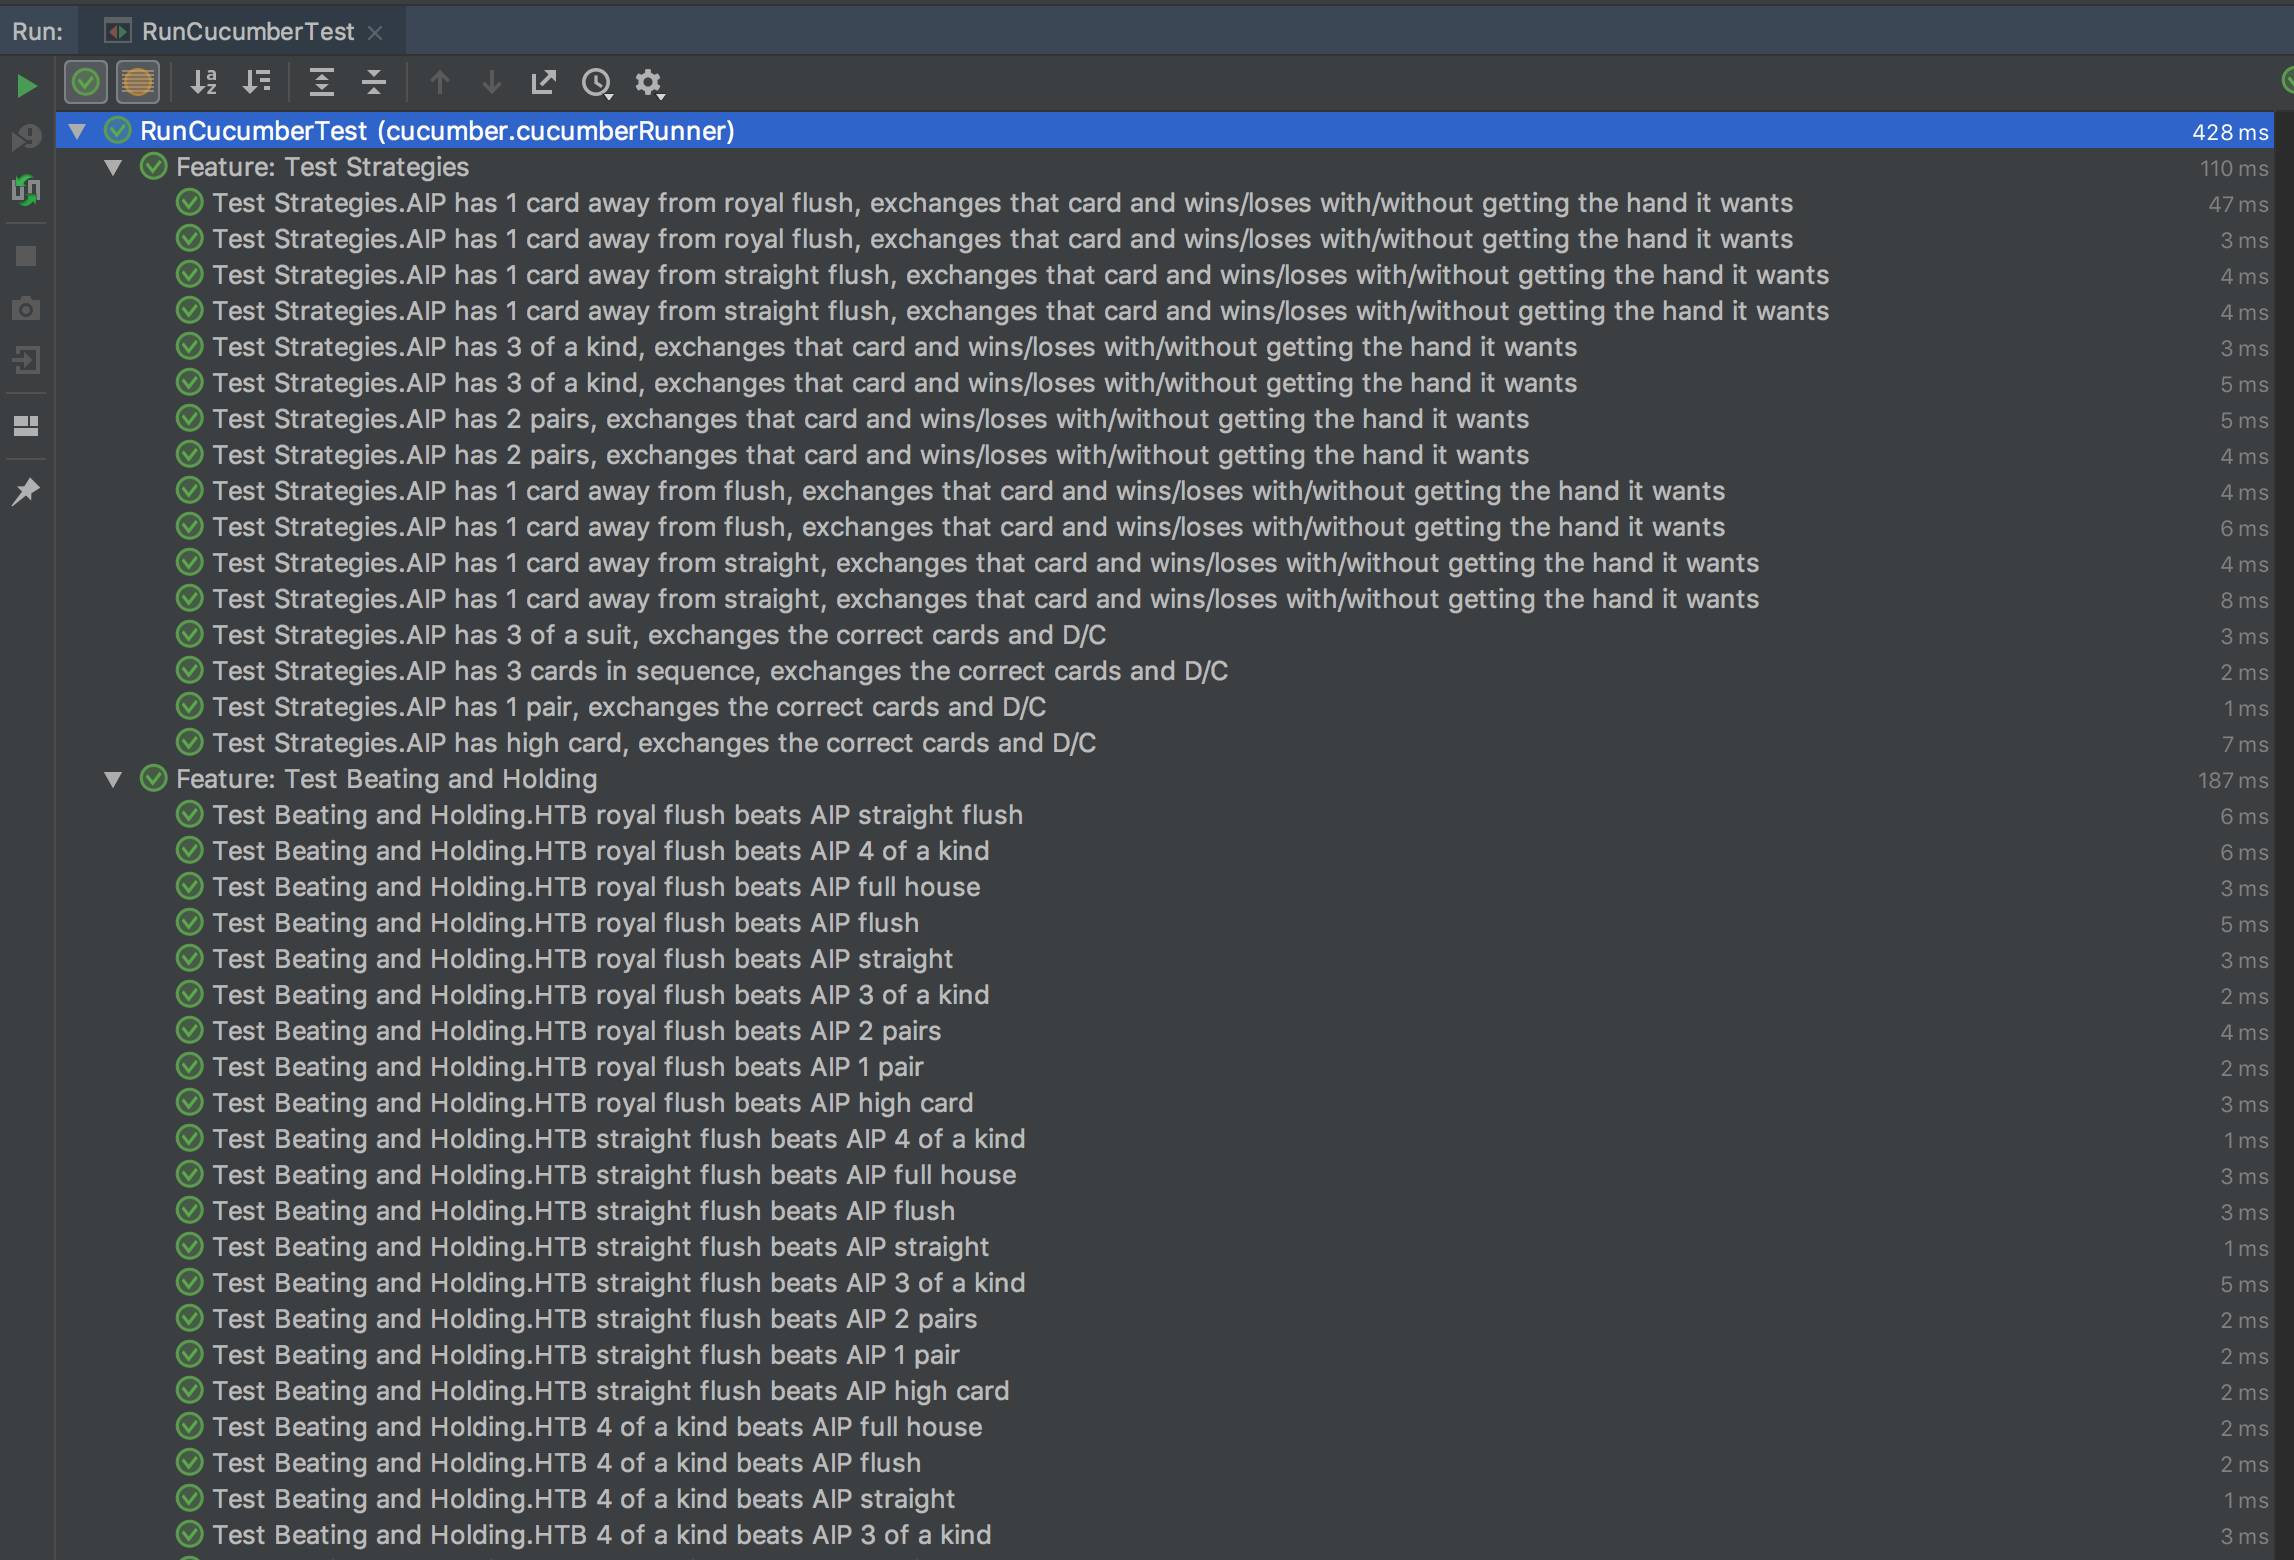 Run: RunCucumberTest
RunCucumberTest (cucumber.cucumberRunner) 428 ms
Feature: Test Strategies 110 ms
Test Strategies.AIP has 1 card away from royal flush, exchanges that card and wins/loses with/without getting the hand it wants 47 ms
Test Strategies.AIP has 1 card away from royal flush, exchanges that card and wins/loses with/without getting the hand it wants 3 ms
Test Strategies.AIP has 1 card away from straight flush, exchanges that card and wins/loses with/without getting the hand it wants 4 ms
Test Strategies.AIP has 1 card away from straight flush, exchanges that card and wins/loses with/without getting the hand it wants 4 ms
Test Strategies.AIP has 3 of a kind, exchanges that card and wins/loses with/without getting the hand it wants 3 ms
Test Strategies.AIP has 3 of a kind, exchanges that card and wins/loses with/without getting the hand it wants 5 ms
Test Strategies.AIP has 2 pairs, exchanges that card and wins/loses with/without getting the hand it wants 5 ms
Test Strategies.AIP has 2 pairs, exchanges that card and wins/loses with/without getting the hand it wants 4 ms
Test Strategies.AIP has 1 card away from flush, exchanges that card and wins/loses with/without getting the hand it wants 4 ms
Test Strategies.AIP has 1 card away from flush, exchanges that card and wins/loses with/without getting the hand it wants 6 ms
Test Strategies.AIP has 1 card away from straight, exchanges that card and wins/loses with/without getting the hand it wants 4 ms
Test Strategies.AIP has 1 card away from straight, exchanges that card and wins/loses with/without getting the hand it wants 8 ms
Test Strategies.AIP has 3 of a suit, exchanges the correct cards and D/C 3 ms
Test Strategies.AIP has 3 cards in sequence, exchanges the correct cards and D/C 2 ms
Test Strategies.AIP has 1 pair, exchanges the correct cards and D/C 1 ms
Test Strategies.AIP has high card, exchanges the correct cards and D/C 7 ms
Feature: Test Beating and Holding 187 ms
Test Beating and Holding.HTB royal flush beats AIP straight flush 6 ms
Test Beating and Holding.HTB royal flush beats AIP 4 of a kind 6 ms
Test Beating and Holding.HTB royal flush beats AIP full house 3 ms
Test Beating and Holding.HTB royal flush beats AIP flush 5 ms
Test Beating and Holding.HTB royal flush beats AIP straight 3 ms
Test Beating and Holding.HTB royal flush beats AIP 3 of a kind 2 ms
Test Beating and Holding.HTB royal flush beats AIP 2 pairs 4 ms
Test Beating and Holding.HTB royal flush beats AIP 1 pair 2 ms
Test Beating and Holding.HTB royal flush beats AIP high card 3 ms
Test Beating and Holding.HTB straight flush beats AIP 4 of a kind 1 ms
Test Beating and Holding.HTB straight flush beats AIP full house 3 ms
Test Beating and Holding.HTB straight flush beats AIP flush 3 ms
Test Beating and Holding.HTB straight flush beats AIP straight 1 ms
Test Beating and Holding.HTB straight flush beats AIP 3 of a kind 5 ms
Test Beating and Holding.HTB straight flush beats AIP 2 pairs 2 ms
Test Beating and Holding.HTB straight flush beats AIP 1 pair 2 ms
Test Beating and Holding.HTB straight flush beats AIP high card 2 ms
Test Beating and Holding.HTB 4 of a kind beats AIP full house 2 ms
Test Beating and Holding.HTB 4 of a kind beats AIP flush 2 ms
Test Beating and Holding.HTB 4 of a kind beats AIP straight 1 ms
Test Beating and Holding.HTB 4 of a kind beats AIP 3 of a kind 3 ms